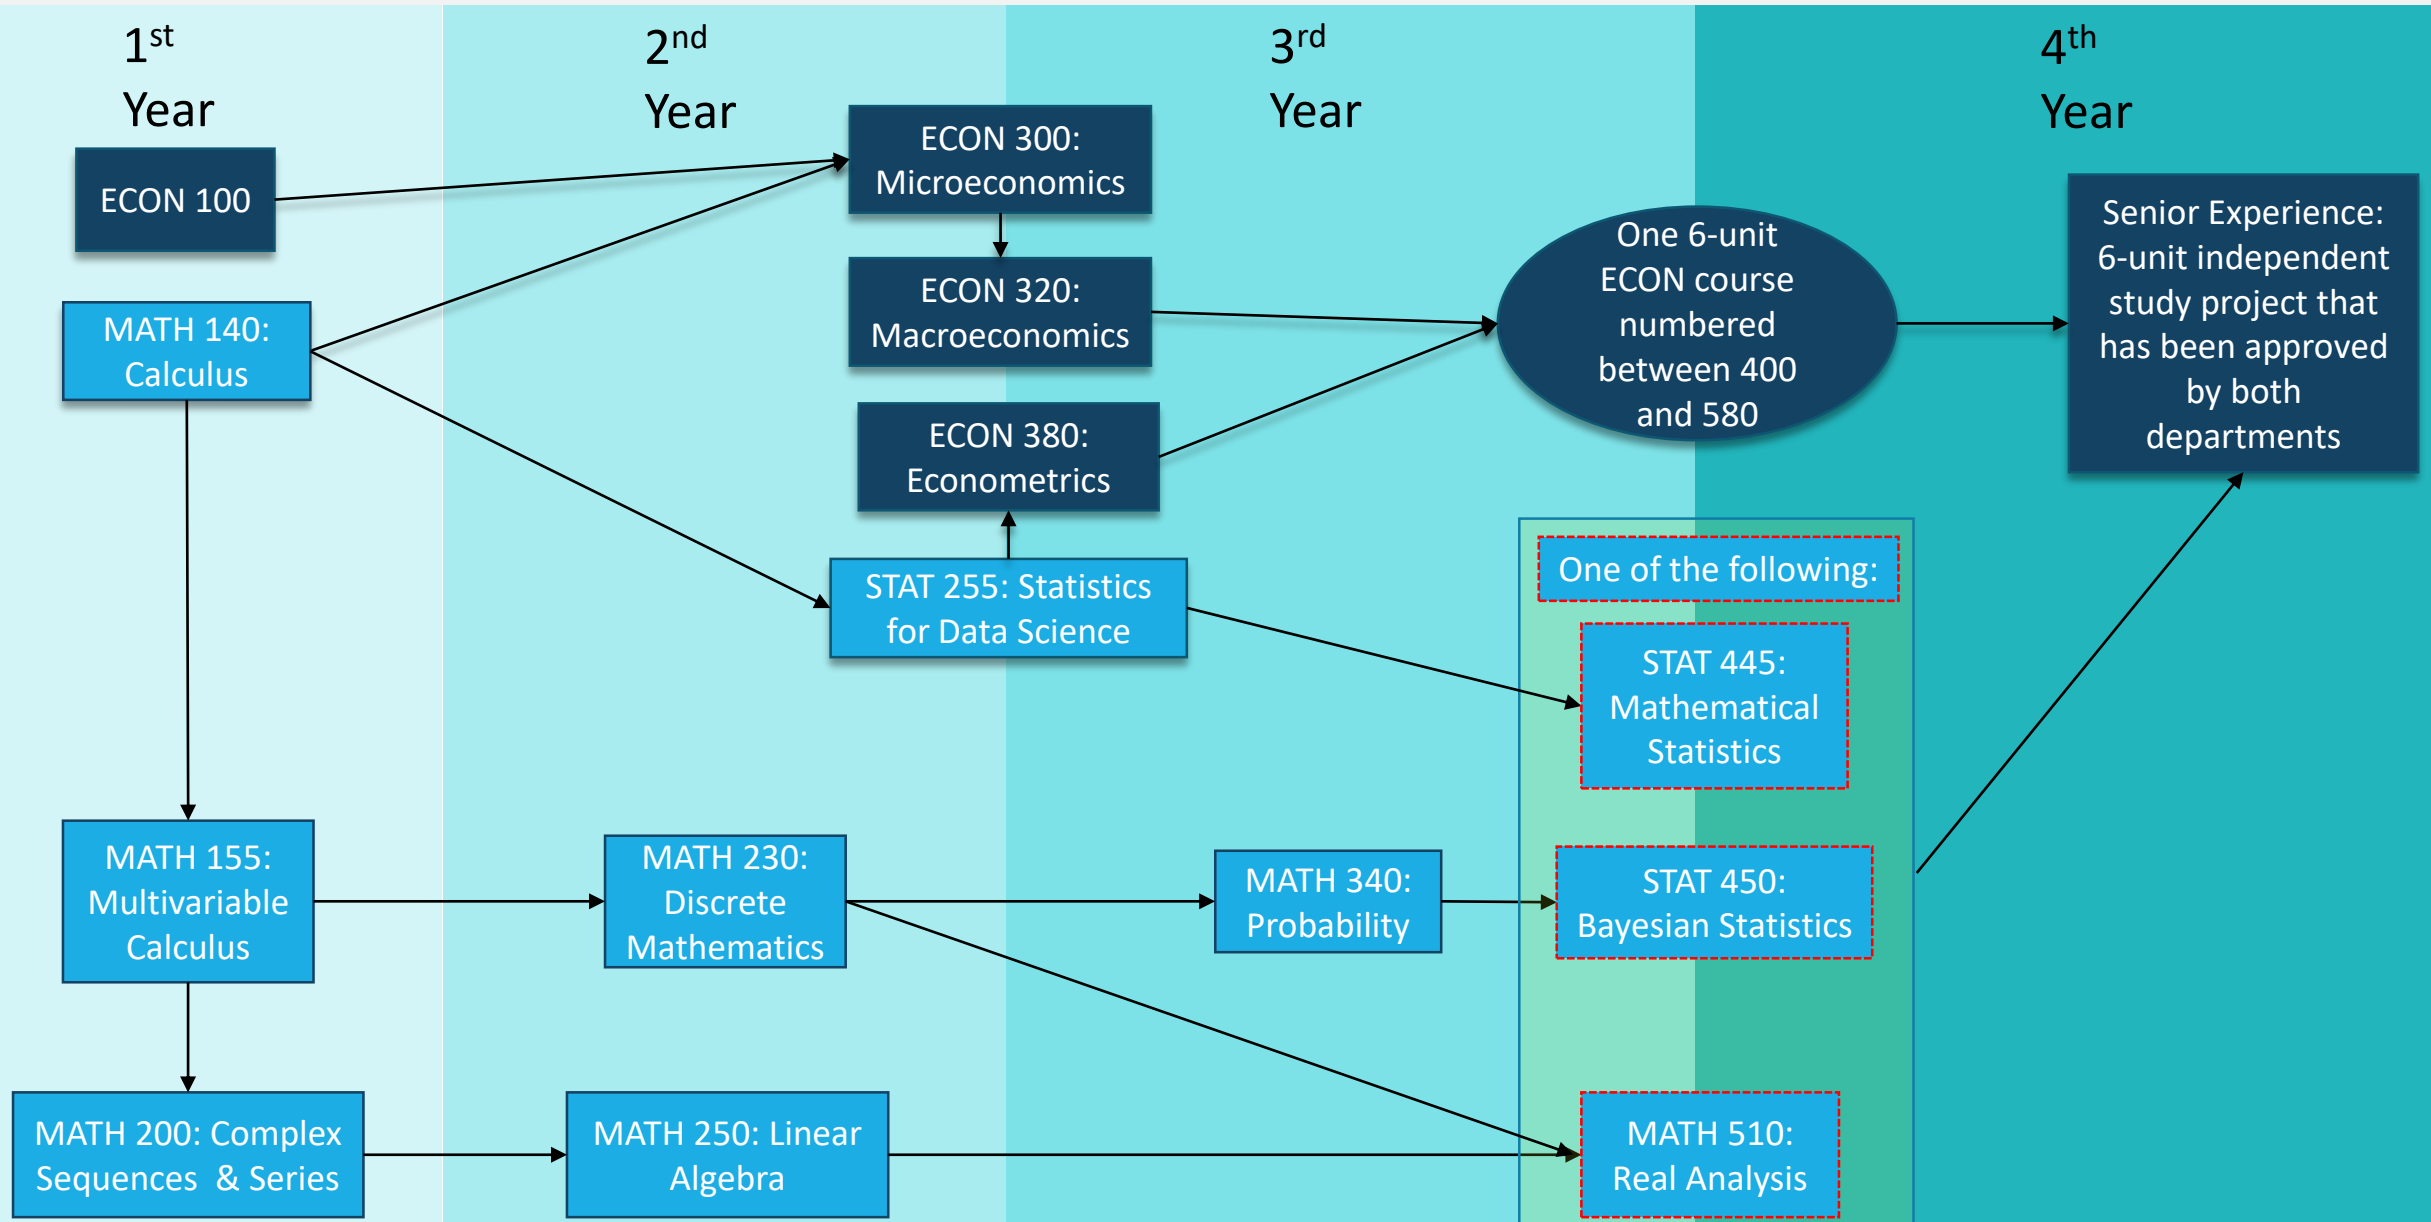 1st
Year
2nd
Year
3rd
Year
4th
Year
ECON 100
MATH 140:
Calculus
MATH 155:
Multivariable
Calculus
MATH 200: Complex
Sequences  & Series
ECON 300:
Microeconomics
ECON 320:
Macroeconomics
ECON 380:
Econometrics
STAT 255: Statistics
for Data Science
MATH 230:
Discrete
Mathematics
MATH 250: Linear
Algebra
MATH 340:
Probability
One 6-unit
ECON course
numbered
between 400
and 580
One of the following:
STAT 445:
Mathematical
Statistics
STAT 450:
Bayesian Statistics
MATH 510:
Real Analysis
Senior Experience:
6-unit independent
study project that
has been approved
by both
departments